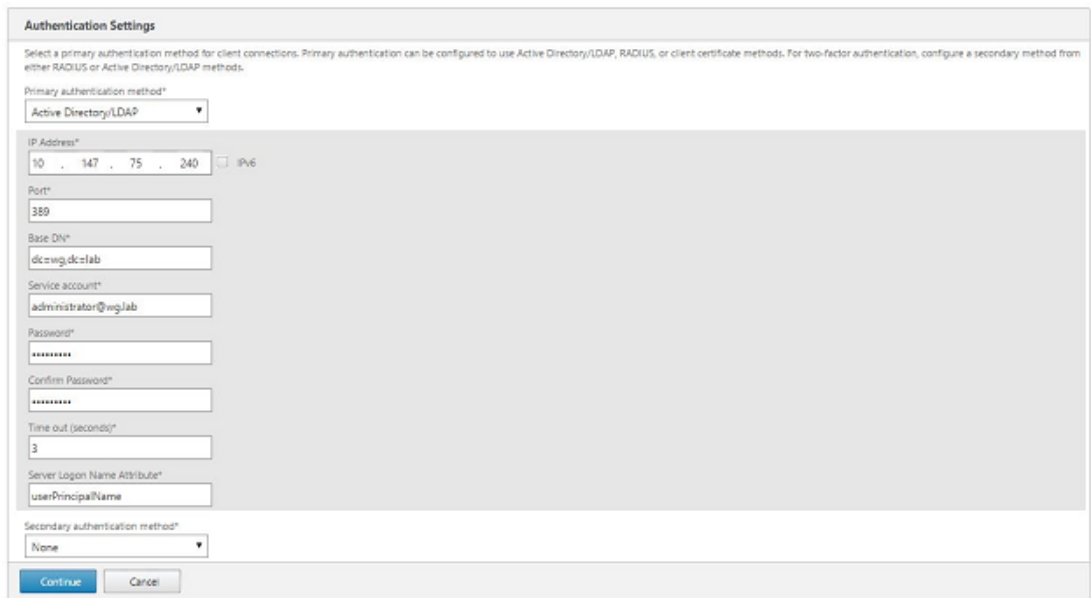 Authentication Settings
Select a primary authentication method for client connections. Primary authentication can be configured to use Active Directory/LDAP, RADIUS, or client certificate methods. For two-factor authentication, configure a secondary method from
either RADIUS or Active Directory/LDAP methods.
Primary authentication method*
Active Directory/LDAP
IP Address*
10 . 147 . 75 . 240 IPv6
Port*
389
Base DN*
dc=wg,dc=lab
Service account*
administrator@wg.lab
Password*
•••••••••
Confirm Password*
•••••••••
Time out (seconds)*
3
Server Logon Name Attribute*
userPrincipalName
Secondary authentication method*
None
Continue Cancel